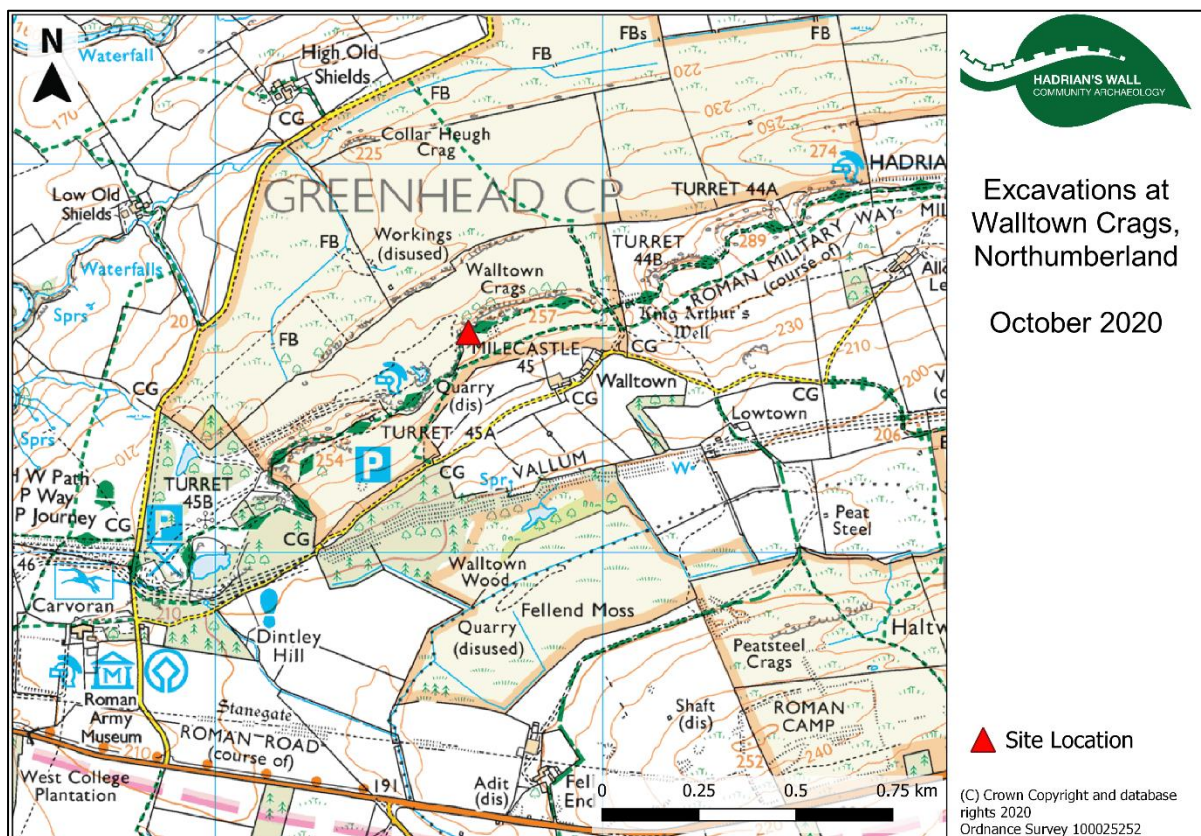 N
Waterfall
170
High Old
Shields
CG
FB
FBs
FB
FB
220
FB
230
250
Collar Heugh
Crag
225
274
HADRIA
GREENHEAD CP
TURRET 44A
Low Old
Shields
Waterfalls
Workings
(disused)
FB
TURRET
44B
289
ROMAN MILITARY WAY
(course of)
MIL
Walltown
Crags
257
King Arthur's
Well
Sprs
20
FB
MILECASTLE
45
CG
230
210
Quarry
(dis)
Walltown
CG
CG
200
CG
Sprs
210
TURRET 45A
254
P
Lowtown
206
CG
VALLUM
Spr
W
H W Path
P Way
P Journey
CG
TURRET
45B
P
CG
Peat
Steel
46
Carvoran
Walltown
Wood
210
Fellend Moss
Dintley
Hill
Quarry
(disused)
Haltw
Peatsteel
Crags
M
Roman
Army
Museum
Stanegate
ROMAN ROAD
(course of)
210
Shaft
(dis)
ROMAN
CAMP
240
252
West College
Plantation
191
Adit
(dis)
Fell
End
0 0.25 0.5 0.75 km
HADRIAN'S WALL
COMMUNITY ARCHAEOLOGY
Excavations at
Walltown Crags,
Northumberland
October 2020
Site Location
(C) Crown Copyright and database
rights 2020
Ordnance Survey 100025252